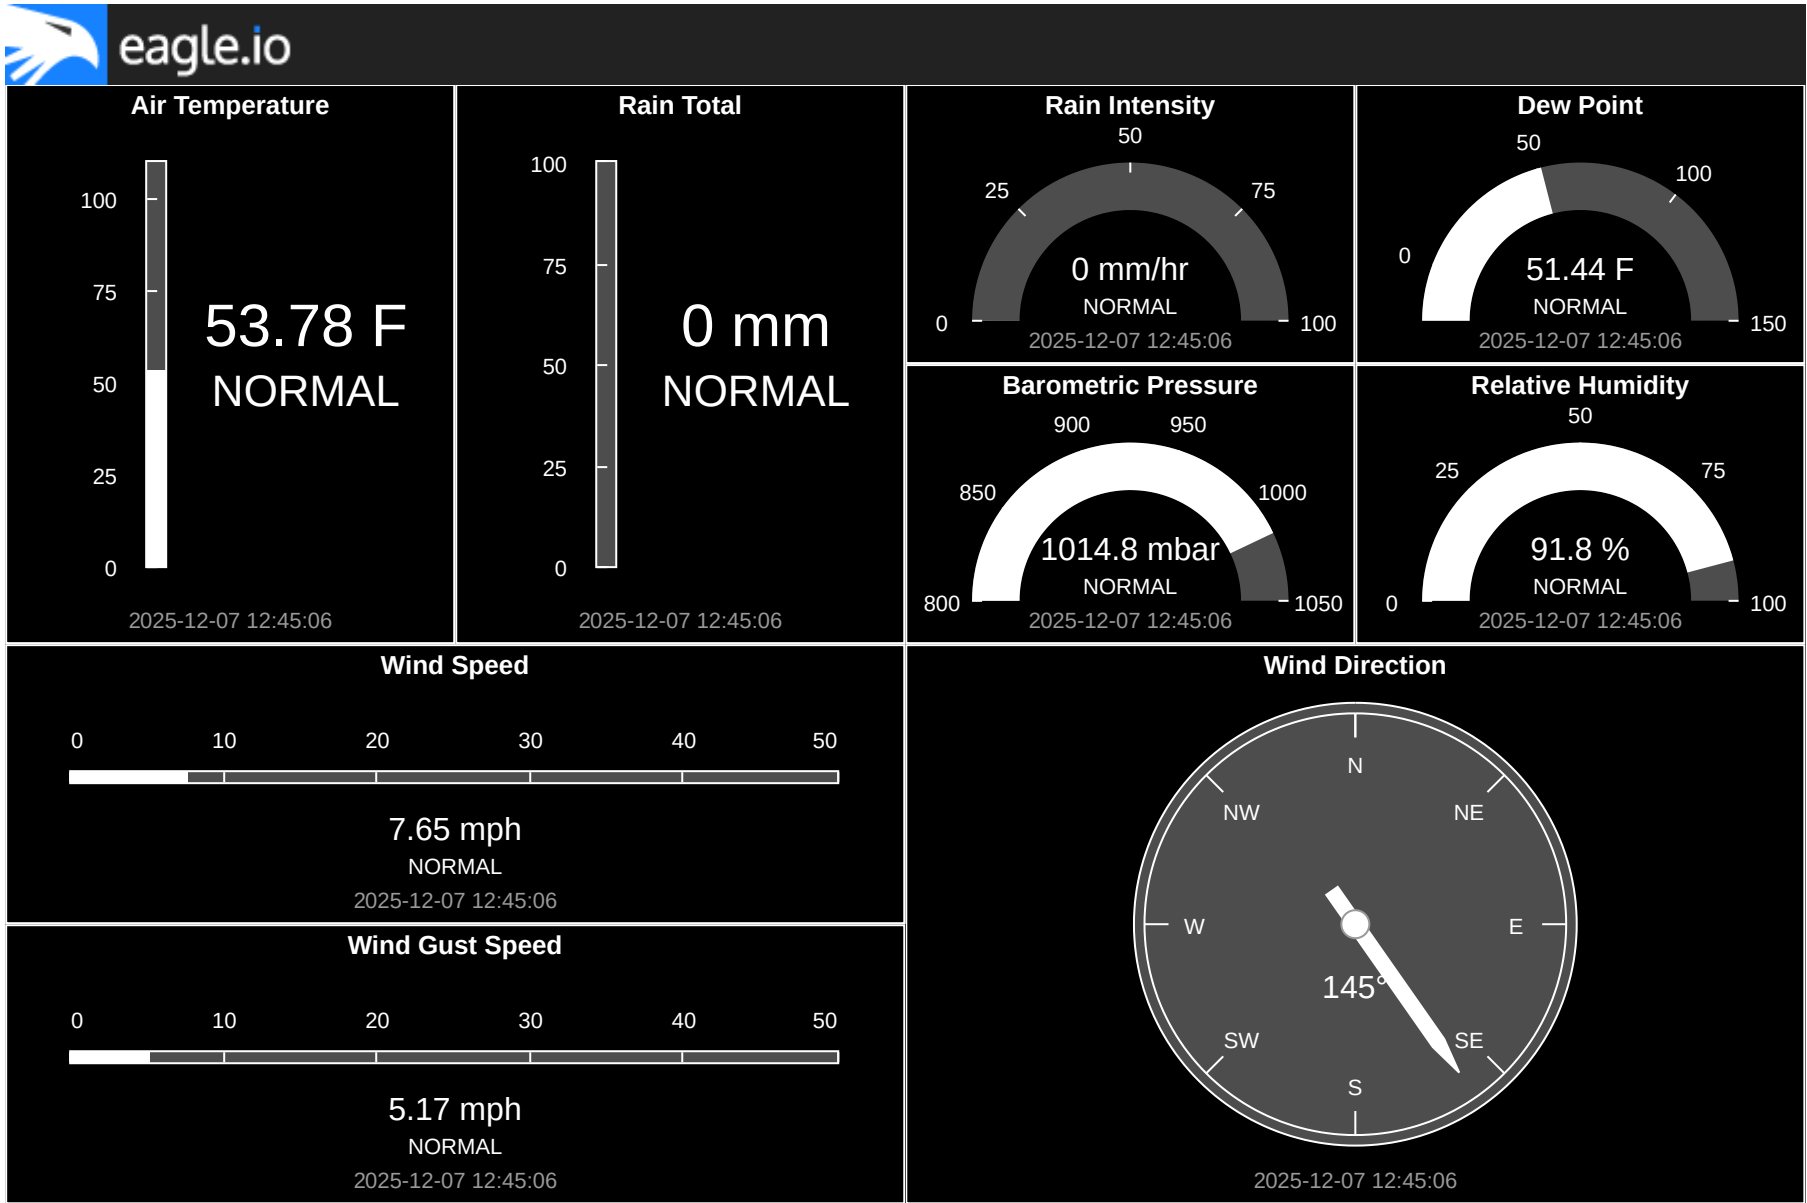 eagle.io
Air Temperature
100
75
50
25
0
53.78 F
NORMAL
2025-12-07 12:45:06
Rain Total
100
75
50
25
0
0 mm
NORMAL
2025-12-07 12:45:06
Rain Intensity
50
25
75
0
100
0 mm/hr
NORMAL
2025-12-07 12:45:06
Dew Point
50
100
0
150
51.44 F
NORMAL
2025-12-07 12:45:06
Barometric Pressure
900
950
850
1000
800
1050
1014.8 mbar
NORMAL
2025-12-07 12:45:06
Relative Humidity
50
25
75
0
100
91.8 %
NORMAL
2025-12-07 12:45:06
Wind Speed
0 10 20 30 40 50
7.65 mph
NORMAL
2025-12-07 12:45:06
Wind Gust Speed
0 10 20 30 40 50
5.17 mph
NORMAL
2025-12-07 12:45:06
Wind Direction
N
NW
NE
W
E
145°
SW
SE
S
2025-12-07 12:45:06